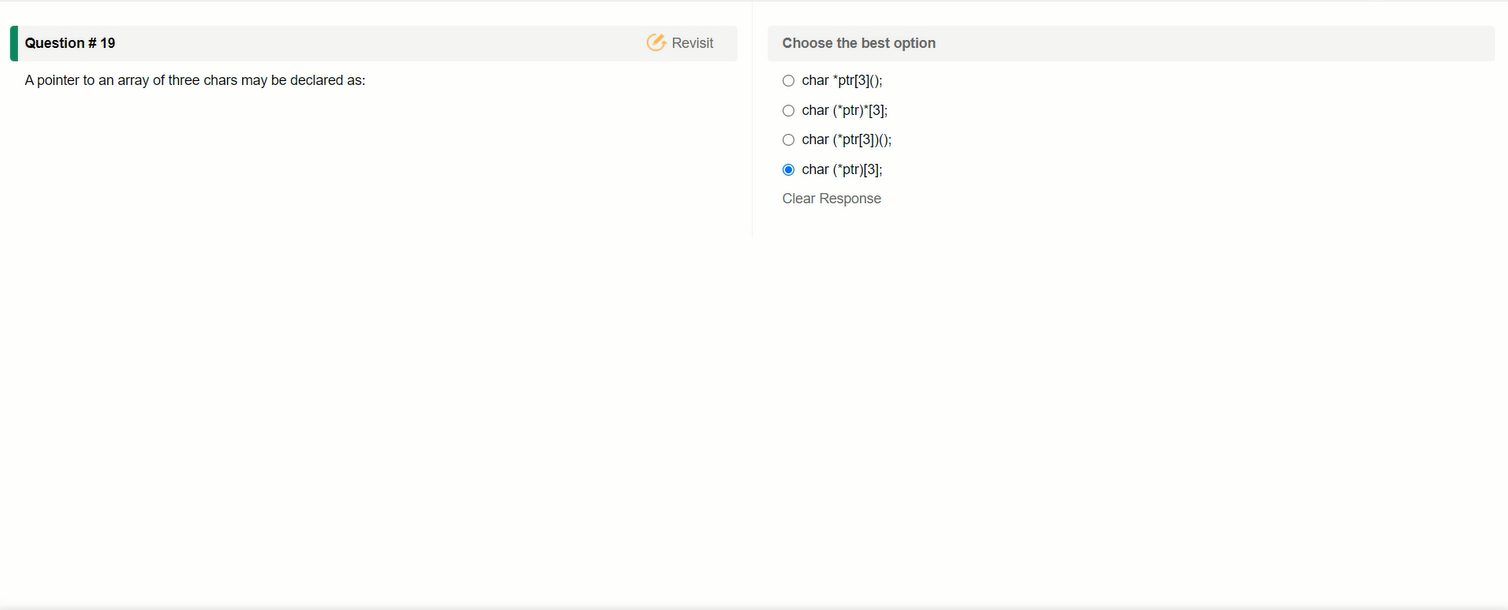 Question # 19
Revisit
A pointer to an array of three chars may be declared as:
Choose the best option
char *ptr[3]();
char (*ptr)*[3];
char (*ptr[3])();
char (*ptr)[3];
Clear Response